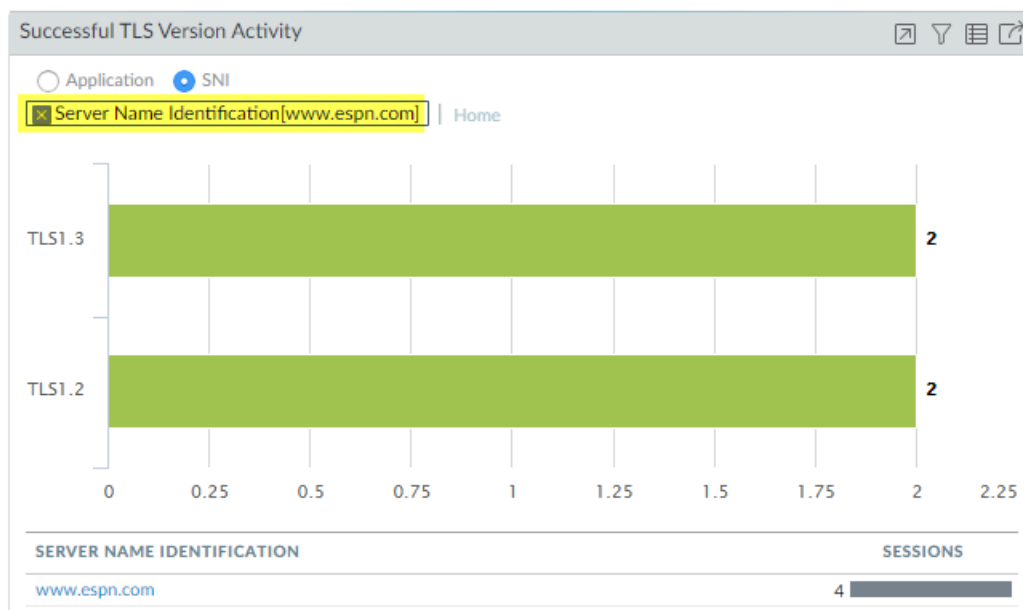 Successful TLS Version Activity
Application SNI
Server Name Identification[www.espn.com] | Home
TLS1.3 2
TLS1.2 2
0 0.25 0.5 0.75 1 1.25 1.5 1.75 2 2.25
SERVER NAME IDENTIFICATION SESSIONS
www.espn.com 4